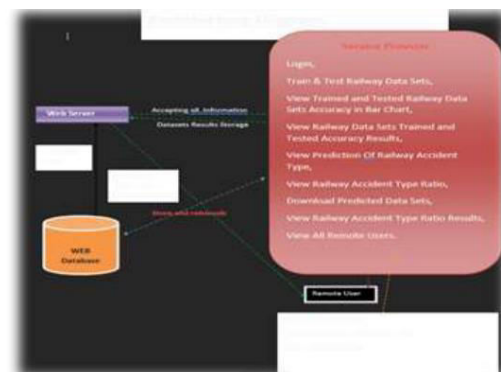 Service Provider
Login,
Train & Test Railway Data Sets,
View Trained and Tested Railway Data
Sets Accuracy in Bar Chart,
View Railway Data Sets Trained and
Tested Accuracy Results,
View Prediction Of Railway Accident
Type,
View Railway Accident Type Ratio,
Download Predicted Data Sets,
View Railway Accident Type Ratio Results,
View All Remote Users.
Web Server
Accepting all Information
Datasets Results Storage
Store and retrievals
WEB
Database
Remote User